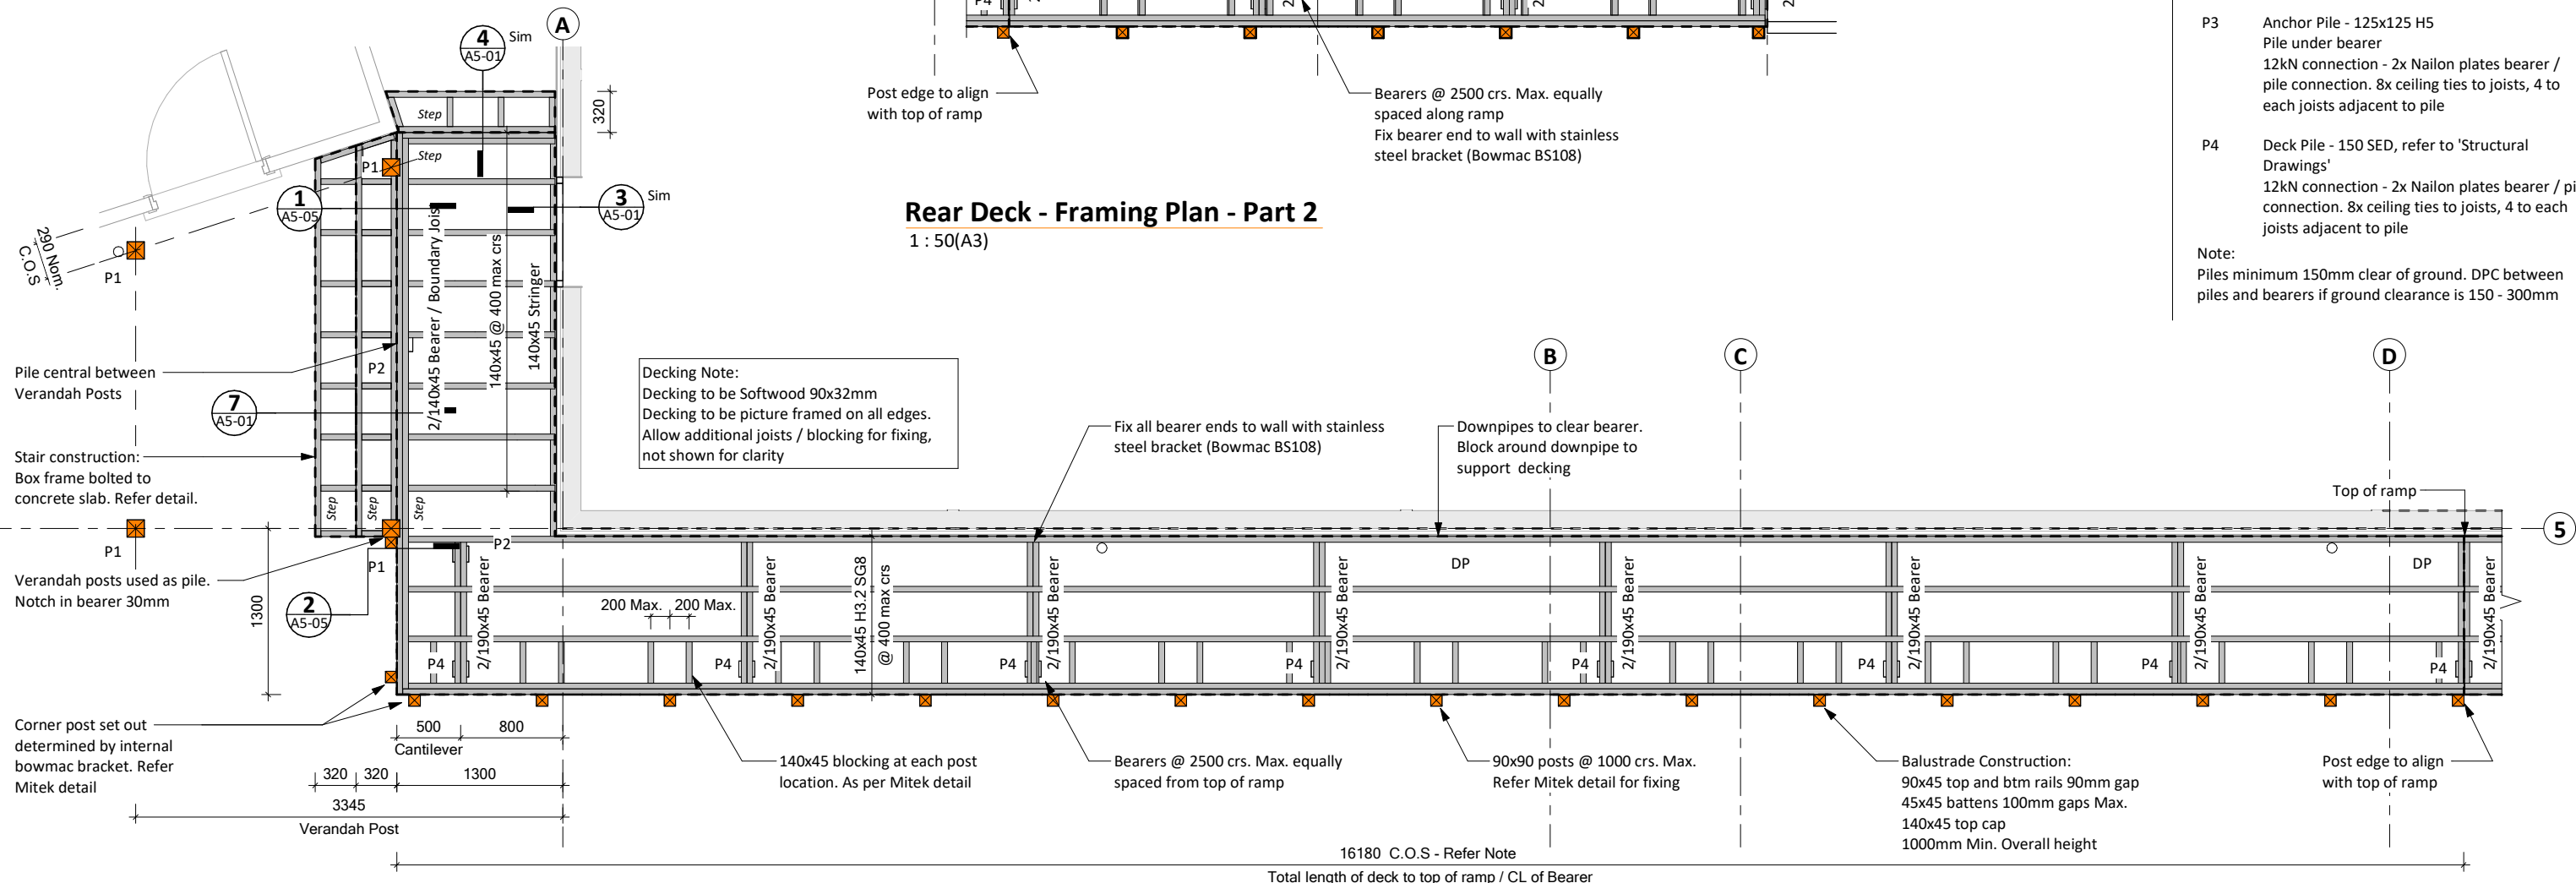 P4
2
2
2
2
P3 Anchor Pile - 125x125 H5
Pile under bearer
12kN connection - 2x Nailon plates bearer /
pile connection. 8x ceiling ties to joists, 4 to
each joists adjacent to pile
P4 Deck Pile - 150 SED, refer to 'Structural
Drawings'
12kN connection - 2x Nailon plates bearer / pi
connection. 8x ceiling ties to joists, 4 to each
joists adjacent to pile
Note:
Piles minimum 150mm clear of ground. DPC between
piles and bearers if ground clearance is 150 - 300mm
Post edge to align
with top of ramp
Bearers @ 2500 crs. Max. equally
spaced along ramp
Fix bearer end to wall with stainless
steel bracket (Bowmac BS108)
Rear Deck - Framing Plan - Part 2
1 : 50(A3)
A
4
A5-01
Sim
320
Step
Step
P1
1
A5-05
3
A5-01
Sim
290 Nom.
C.O.S
P1
2/140x45 Bearer / Boundary Joist
140x45 @ 400 max crs
140x45 Stringer
Pile central between
Verandah Posts
P2
7
A5-01
Decking Note:
Decking to be Softwood 90x32mm
Decking to be picture framed on all edges.
Allow additional joists / blocking for fixing,
not shown for clarity
B
C
D
Fix all bearer ends to wall with stainless
steel bracket (Bowmac BS108)
Downpipes to clear bearer.
Block around downpipe to
support decking
Stair construction:
Box frame bolted to
concrete slab. Refer detail.
Step
Step
Step
Top of ramp
5
P1
P2
P1
Verandah posts used as pile.
Notch in bearer 30mm
2
A5-05
1300
200 Max.
200 Max.
140x45 H3.2 SG8
@ 400 max crs
DP
DP
2/190x45 Bearer
2/190x45 Bearer
2/190x45 Bearer
2/190x45 Bearer
2/190x45 Bearer
2/190x45 Bearer
2/190x45 Bearer
2/190x45 Bearer
P4
P4
P4
P4
P4
P4
P4
P4
Corner post set out
determined by internal
bowmac bracket. Refer
Mitek detail
500
800
Cantilever
320
320
1300
3345
Verandah Post
140x45 blocking at each post
location. As per Mitek detail
Bearers @ 2500 crs. Max. equally
spaced from top of ramp
90x90 posts @ 1000 crs. Max.
Refer Mitek detail for fixing
Balustrade Construction:
90x45 top and btm rails 90mm gap
45x45 battens 100mm gaps Max.
140x45 top cap
1000mm Min. Overall height
Post edge to align
with top of ramp
16180 C.O.S - Refer Note
Total length of deck to top of ramp / CL of Bearer